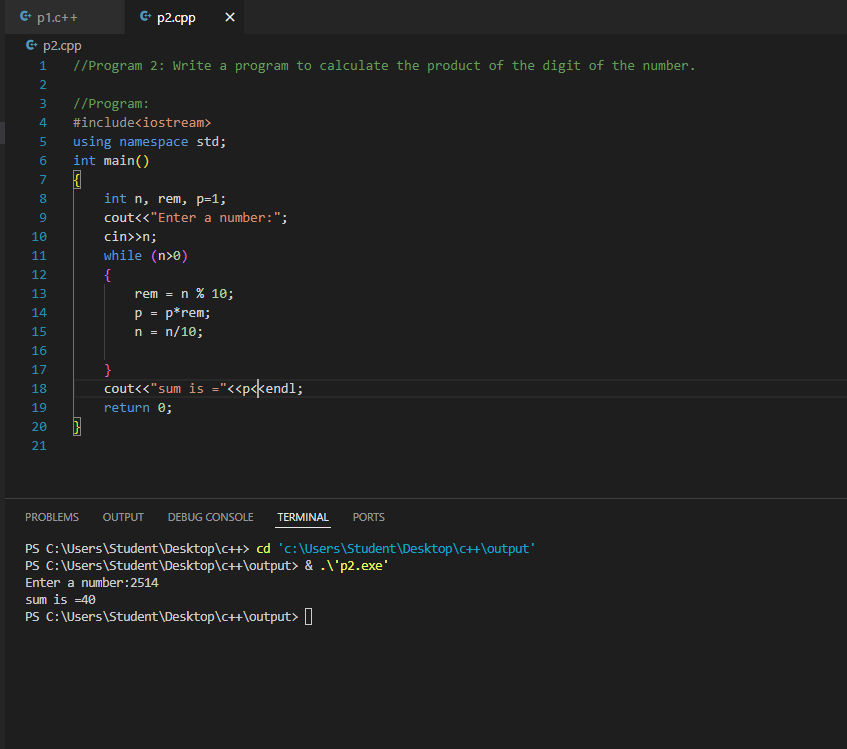 p1.c++
p2.cpp
p2.cpp
1 //Program 2: Write a program to calculate the product of the digit of the number.
2
3 //Program:
4 #include<iostream>
5 using namespace std;
6 int main()
7 {
8 int n, rem, p=1;
9 cout<<"Enter a number:";
10 cin>>n;
11 while (n>0)
12 {
13 rem = n % 10;
14 p = p*rem;
15 n = n/10;
16
17 }
18 cout<<"sum is ="<<p<<endl;
19 return 0;
20 }
21
PROBLEMS OUTPUT DEBUG CONSOLE TERMINAL PORTS
PS C:\Users\Student\Desktop\c++> cd 'c:\Users\Student\Desktop\c++\output'
PS C:\Users\Student\Desktop\c++\output> & .\'p2.exe'
Enter a number:2514
sum is =40
PS C:\Users\Student\Desktop\c++\output>